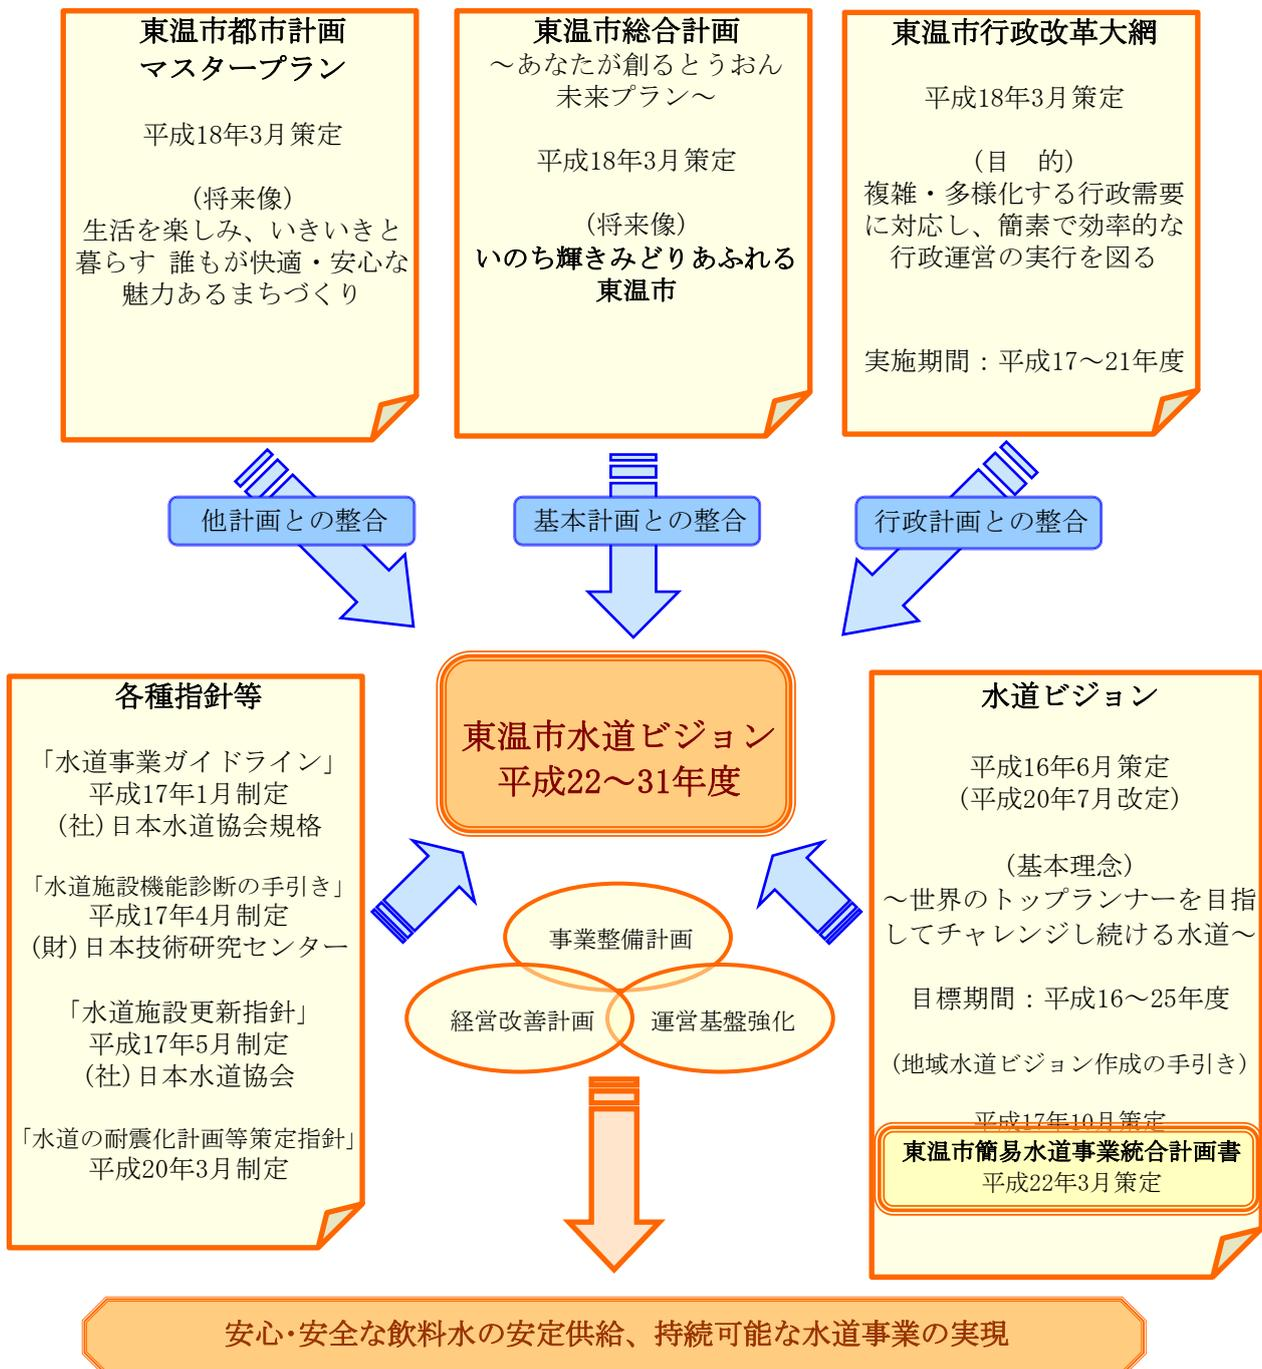 東温市都市計画
マスタープラン
平成18年3月策定
(将来像)
生活を楽しみ、いきいきと
暮らす 誰もが快適・安心な
魅力あるまちづくり
東温市総合計画
～あなたが創るとうおん
未来プラン～
平成18年3月策定
(将来像)
いのち輝きみどりあふれる
東温市
東温市行政改革大網
平成18年3月策定
(目　的)
複雑・多様化する行政需要
に対応し、簡素で効率的な
行政運営の実行を図る
実施期間：平成17～21年度
他計画との整合
基本計画との整合
行政計画との整合
東温市水道ビジョン
平成22～31年度
各種指針等
「水道事業ガイドライン」
平成17年1月制定
(社)日本水道協会規格
「水道施設機能診断の手引き」
平成17年4月制定
(財)日本技術研究センター
「水道施設更新指針」
平成17年5月制定
(社)日本水道協会
「水道の耐震化計画等策定指針」
平成20年3月制定
事業整備計画
経営改善計画
運営基盤強化
水道ビジョン
平成16年6月策定
(平成20年7月改定)
(基本理念)
～世界のトップランナーを目指
してチャレンジし続ける水道～
目標期間：平成16～25年度
(地域水道ビジョン作成の手引き)
平成17年10月策定
東温市簡易水道事業統合計画書
平成22年3月策定
安心・安全な飲料水の安定供給、持続可能な水道事業の実現